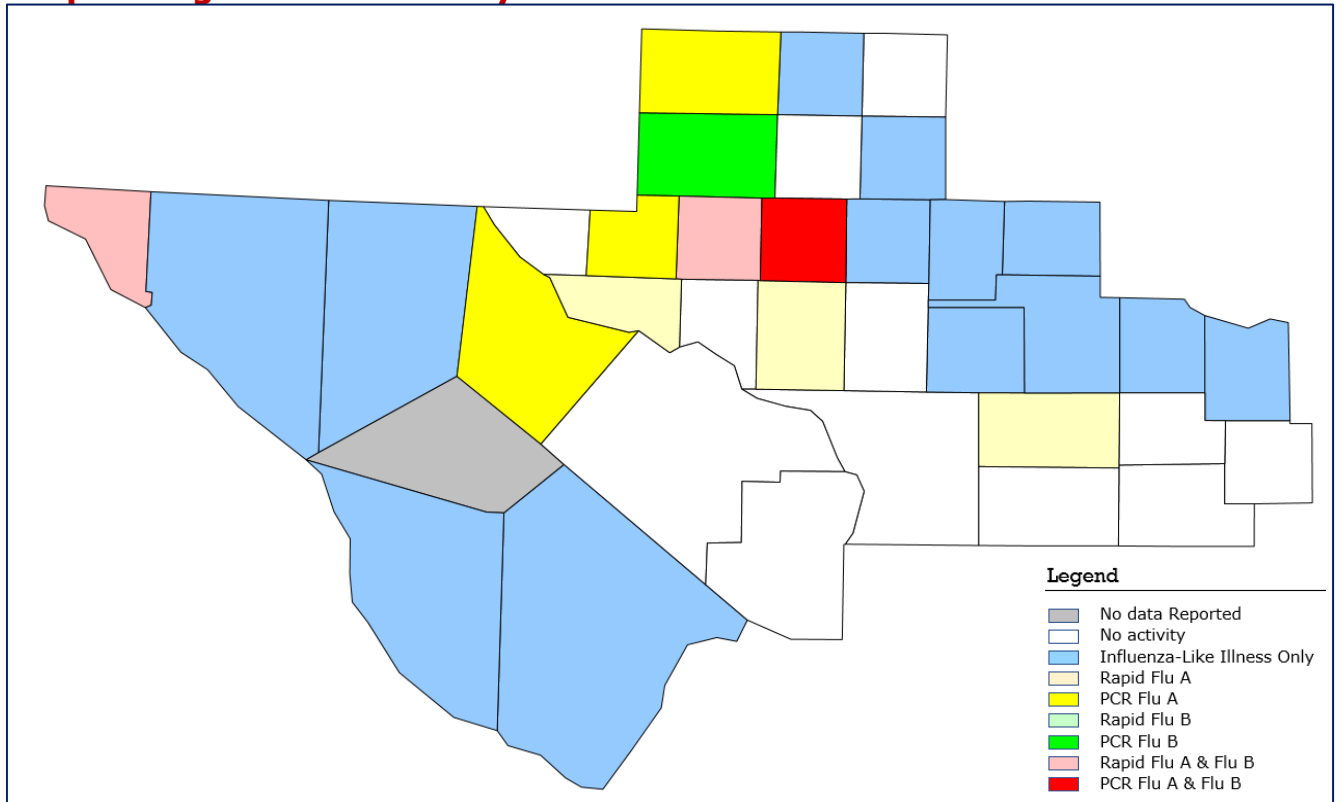 Legend
No data Reported
No activity
Influenza-Like Illness Only
Rapid Flu A
PCR Flu A
Rapid Flu B
PCR Flu B
Rapid Flu A & Flu B
PCR Flu A & Flu B